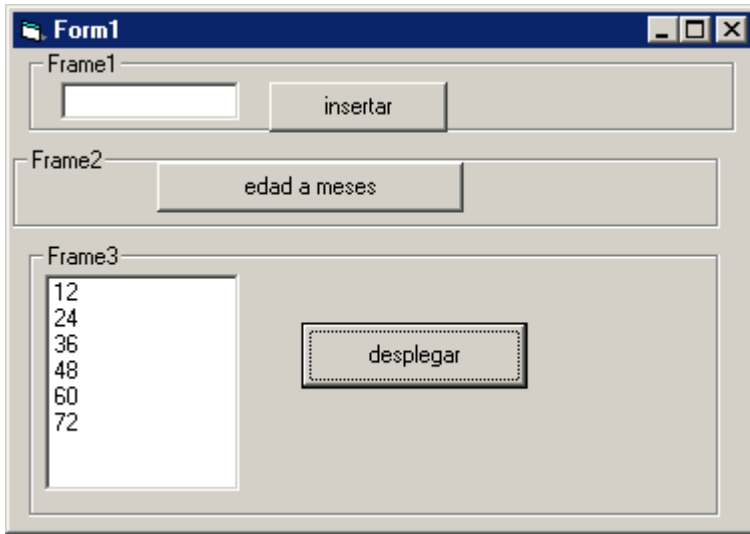 Form1
Frame1
insertar
Frame2
edad a meses
Frame3
12
24
36
48
60
72
desplegar